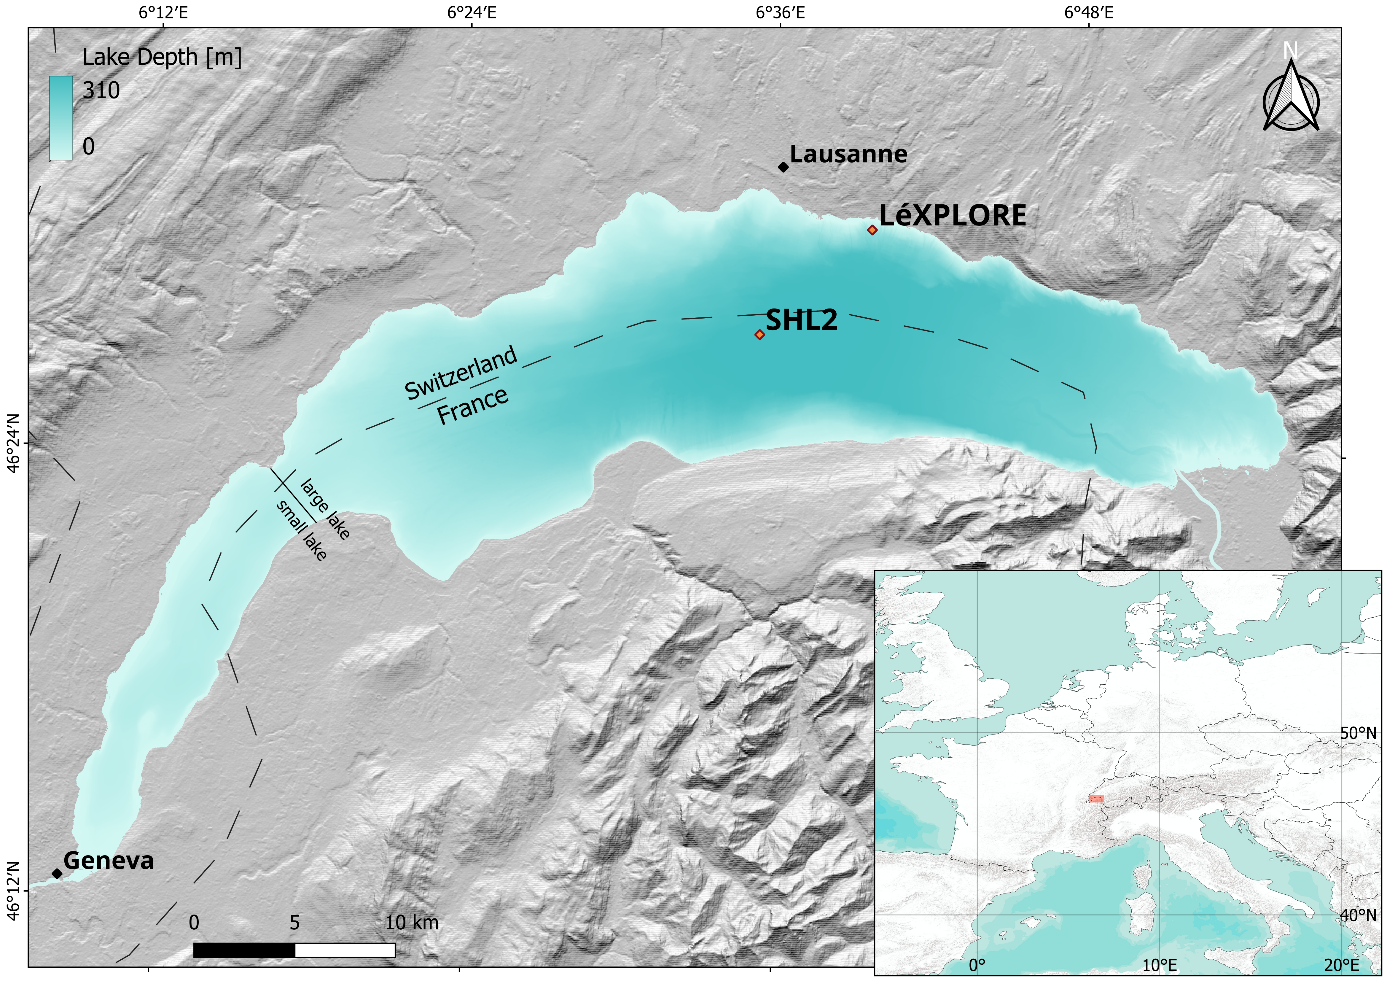 6°12'E
6°24'E
6°36'E
6°48'E
Lake Depth [m]
310
0
N
Lausanne
LéXPLORE
SHL2
Switzerland
France
46°24'N
large lake
small lake
50°N
Geneva
46°12'N
0
5
10 km
40°N
0°
10°E
20°E